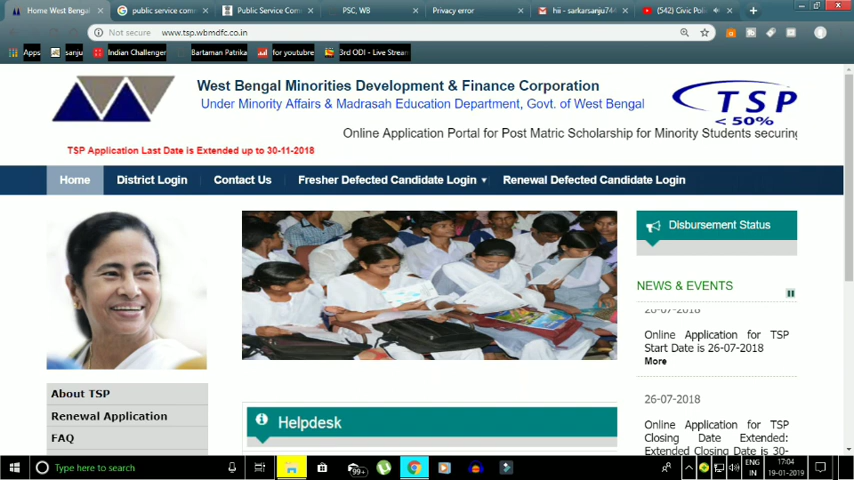 Home West Bengal
public service comm
Public Service Com
PSC, WB
Privacy error
hii - sarkarsanju744
(542) Civic Poli
Not secure www.tsp.wbmdfc.co.in
Apps
sanju
Indian Challenger
Bartaman Patrika
for youtubre
3rd ODI - Live Strean
West Bengal Minorities Development & Finance Corporation
Under Minority Affairs & Madrasah Education Department, Govt. of West Bengal
TSP
< 50%
Online Application Portal for Post Matric Scholarship for Minority Students securing
TSP Application Last Date is Extended up to 30-11-2018
Home
District Login
Contact Us
Fresher Defected Candidate Login
Renewal Defected Candidate Login
Disbursement Status
NEWS & EVENTS
Online Application for TSP
Start Date is 26-07-2018
More
26-07-2018
Online Application for TSP
Closing Date Extended:
Extended Closing Date is 30-
About TSP
Renewal Application
FAQ
Helpdesk
Type here to search
99+
ENG
IN
17:04
19-01-2019